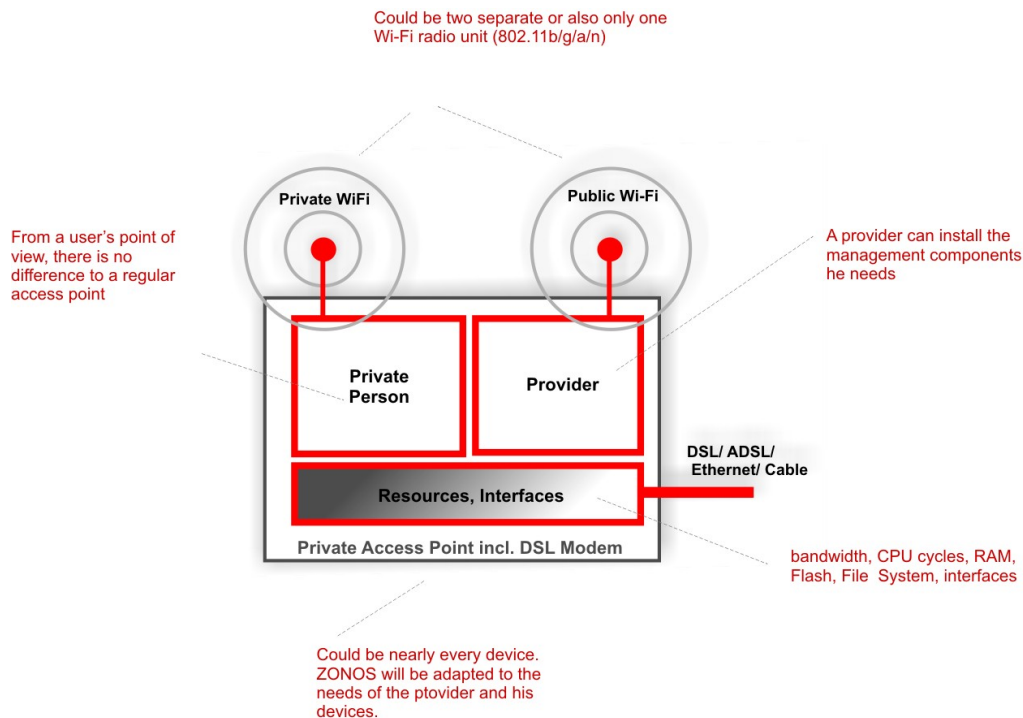 Could be two separate or also only one
Wi-Fi radio unit (802.11b/g/a/n)
Private WiFi
Public Wi-Fi
From a user's point of
view, there is no
difference to a regular
access point
A provider can install the
management components
he needs
Private
Person
Provider
DSL/ ADSL/
Ethernet/ Cable
Resources, Interfaces
Private Access Point incl. DSL Modem
bandwidth, CPU cycles, RAM,
Flash, File System, interfaces
Could be nearly every device.
ZONOS will be adapted to the
needs of the ptovider and his
devices.